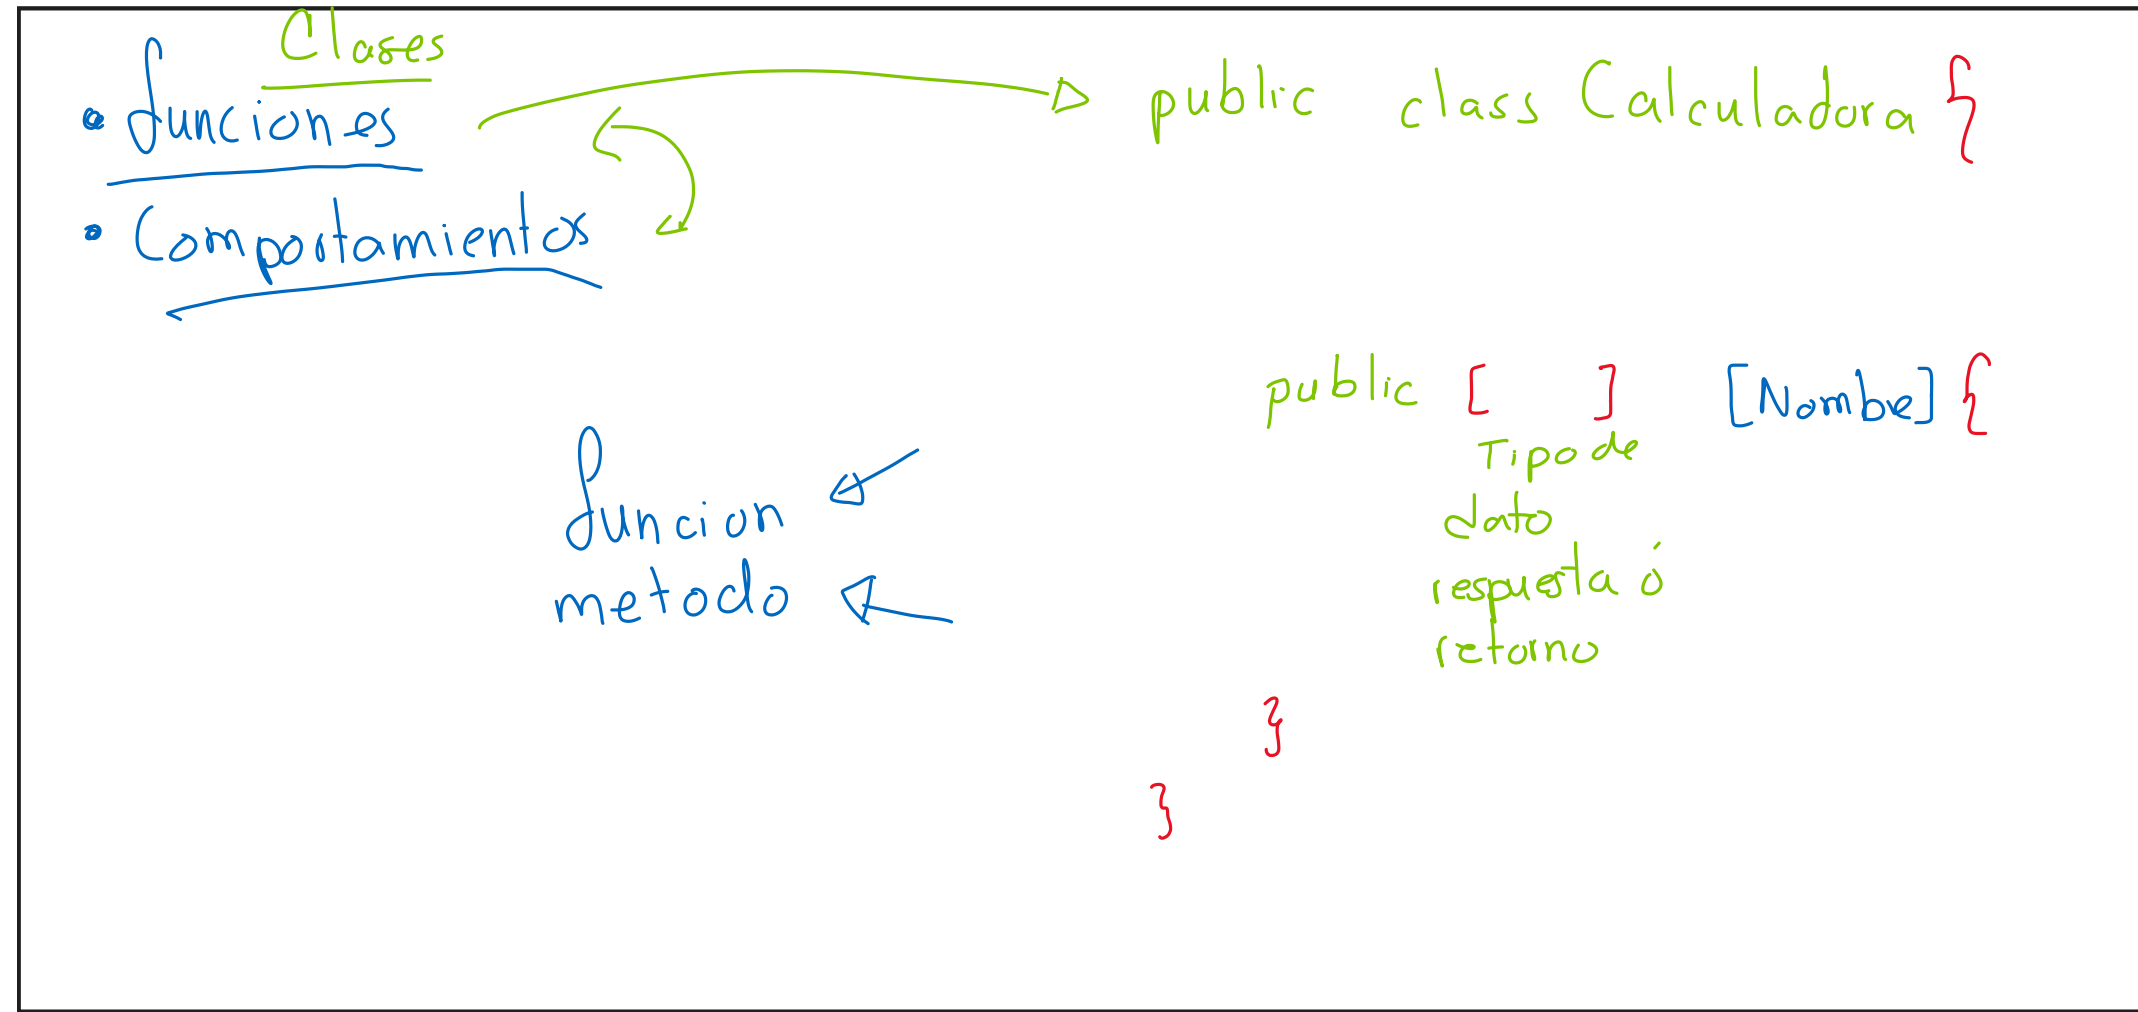 Clases
• funciones
• Comportamientos
public class Calculadora {
public [ ] [Nombre] {
Tipo de
dato
respuesta ó
retorno
}
}
funcion
metodo